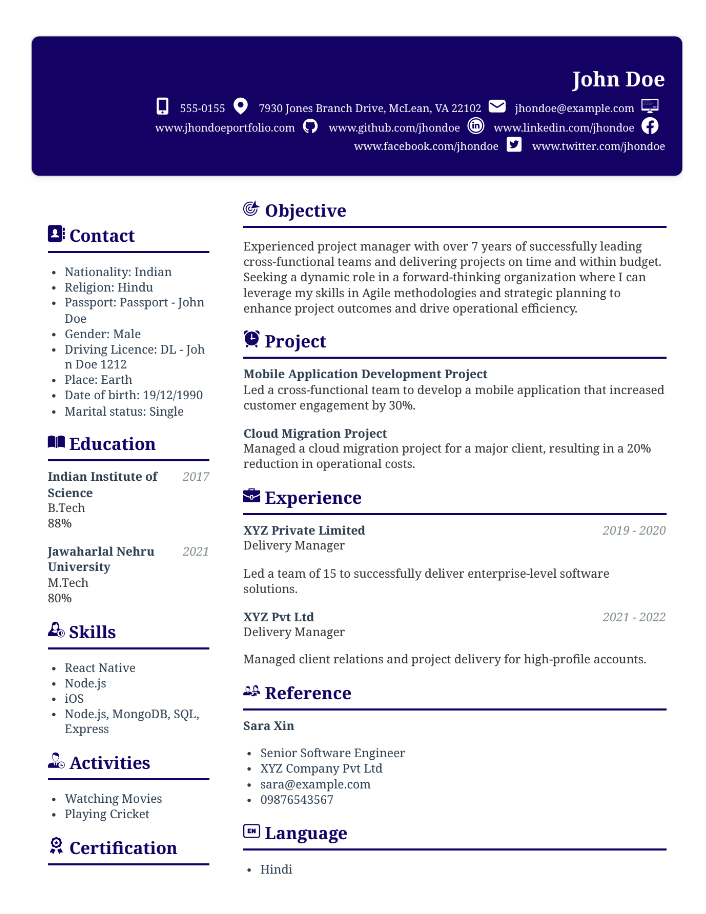 John Doe
555-0155 7930 Jones Branch Drive, McLean, VA 22102 jhondoe@example.com
www.jhondoeportfolio.com www.github.com/jhondoe www.linkedin.com/jhondoe
www.facebook.com/jhondoe www.twitter.com/jhondoe
Contact
• Nationality: Indian
• Religion: Hindu
• Passport: Passport - John
Doe
• Gender: Male
• Driving Licence: DL - Joh
n Doe 1212
• Place: Earth
• Date of birth: 19/12/1990
• Marital status: Single
Education
Indian Institute of 2017
Science
B.Tech
88%
Jawaharlal Nehru 2021
University
M.Tech
80%
Skills
• React Native
• Node.js
• iOS
• Node.js, MongoDB, SQL,
Express
Activities
• Watching Movies
• Playing Cricket
Certification
Objective
Experienced project manager with over 7 years of successfully leading
cross-functional teams and delivering projects on time and within budget.
Seeking a dynamic role in a forward-thinking organization where I can
leverage my skills in Agile methodologies and strategic planning to
enhance project outcomes and drive operational efficiency.
Project
Mobile Application Development Project
Led a cross-functional team to develop a mobile application that increased
customer engagement by 30%.
Cloud Migration Project
Managed a cloud migration project for a major client, resulting in a 20%
reduction in operational costs.
Experience
XYZ Private Limited 2019 - 2020
Delivery Manager
Led a team of 15 to successfully deliver enterprise-level software
solutions.
XYZ Pvt Ltd 2021 - 2022
Delivery Manager
Managed client relations and project delivery for high-profile accounts.
Reference
Sara Xin
• Senior Software Engineer
• XYZ Company Pvt Ltd
• sara@example.com
• 09876543567
EN Language
• Hindi